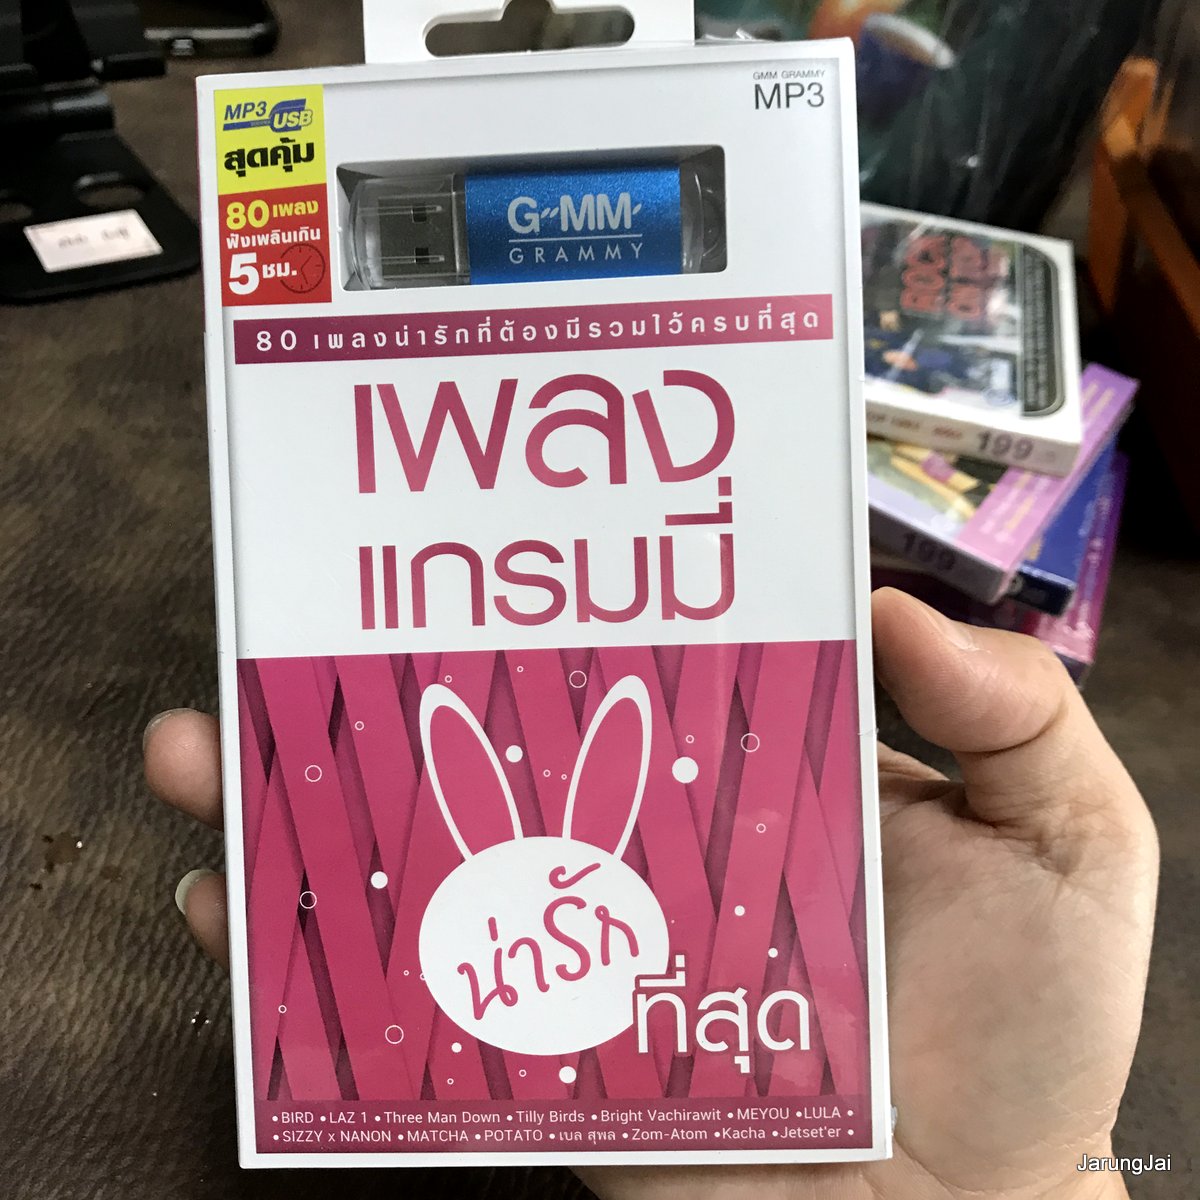 GMM GRAMMY
MP3
MP3
USB
สุดคุ้ม
80 เพลง
ฟังเพลินเกิน
5 ชม.
G MM
GRAMMY
80 เพลงน่ารักที่ต้องมีรวมไว้ครบที่สุด
เพลง
แกรมมี่
น่ารัก
ที่สุด
• BIRD • LAZ 1 • Three Man Down • Tilly Birds • Bright Vachirawit • MEYOU • LULA •
• SIZZY x NANON • MATCHA • POTATO • เบล สุพล • Zom-Atom • Kacha • Jetset'er •
199
199
JarungJai